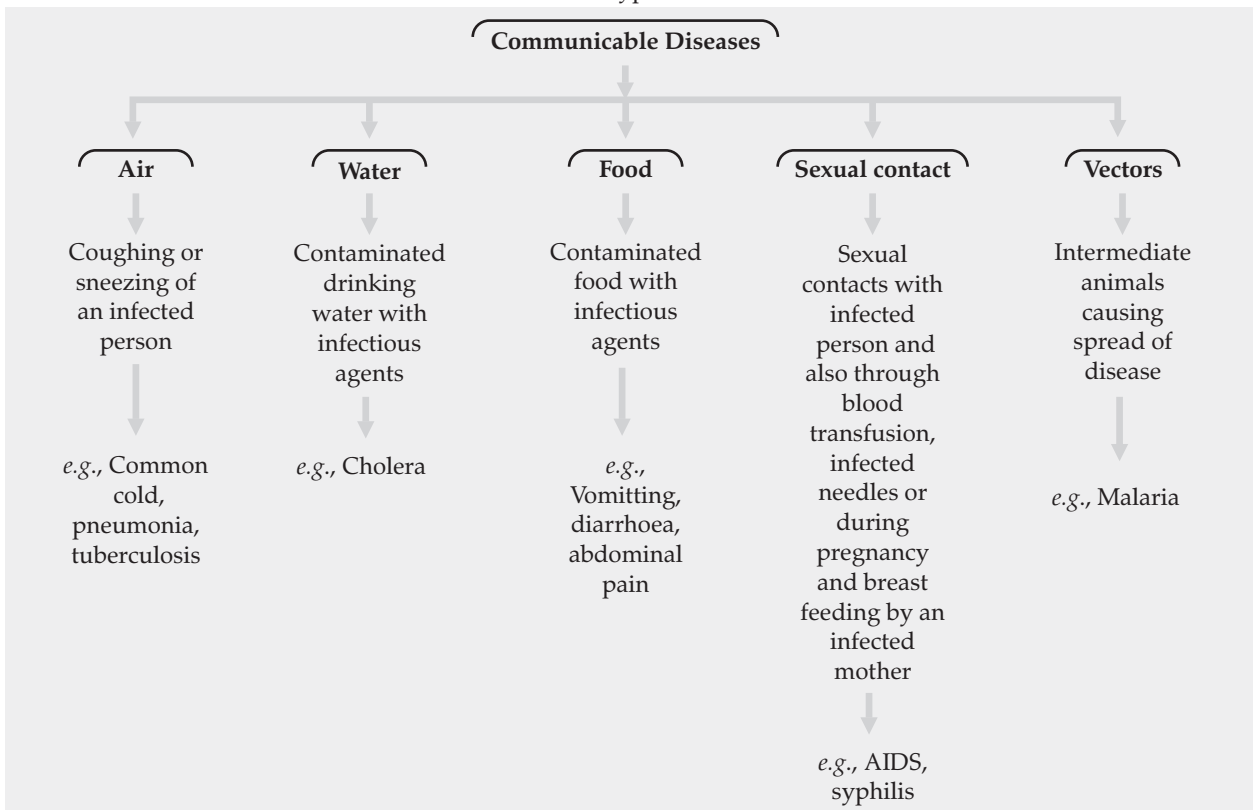 Communicable Diseases
Air
Coughing or
sneezing of
an infected
person
e.g., Common
cold,
pneumonia,
tuberculosis
Water
Contaminated
drinking
water with
infectious
agents
e.g., Cholera
Food
Contaminated
food with
infectious
agents
e.g.,
Vomitting,
diarrhoea,
abdominal
pain
Sexual contact
Sexual
contacts with
infected
person and
also through
blood
transfusion,
infected
needles or
during
pregnancy
and breast
feeding by an
infected
mother
e.g., AIDS,
syphilis
Vectors
Intermediate
animals
causing
spread of
disease
e.g., Malaria